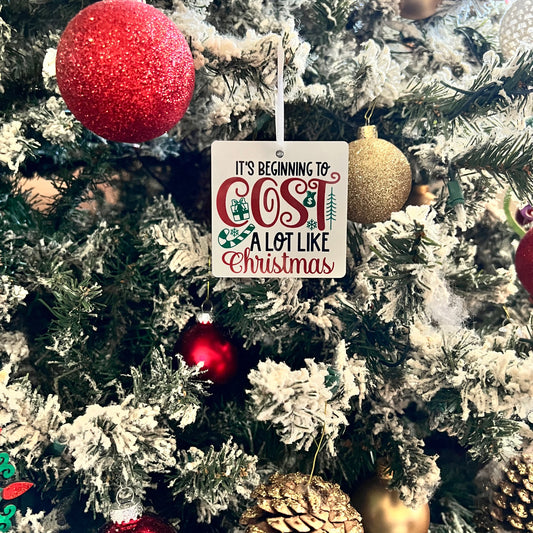 IT'S BEGINNING TO
COST
A LOT LIKE
Christmas